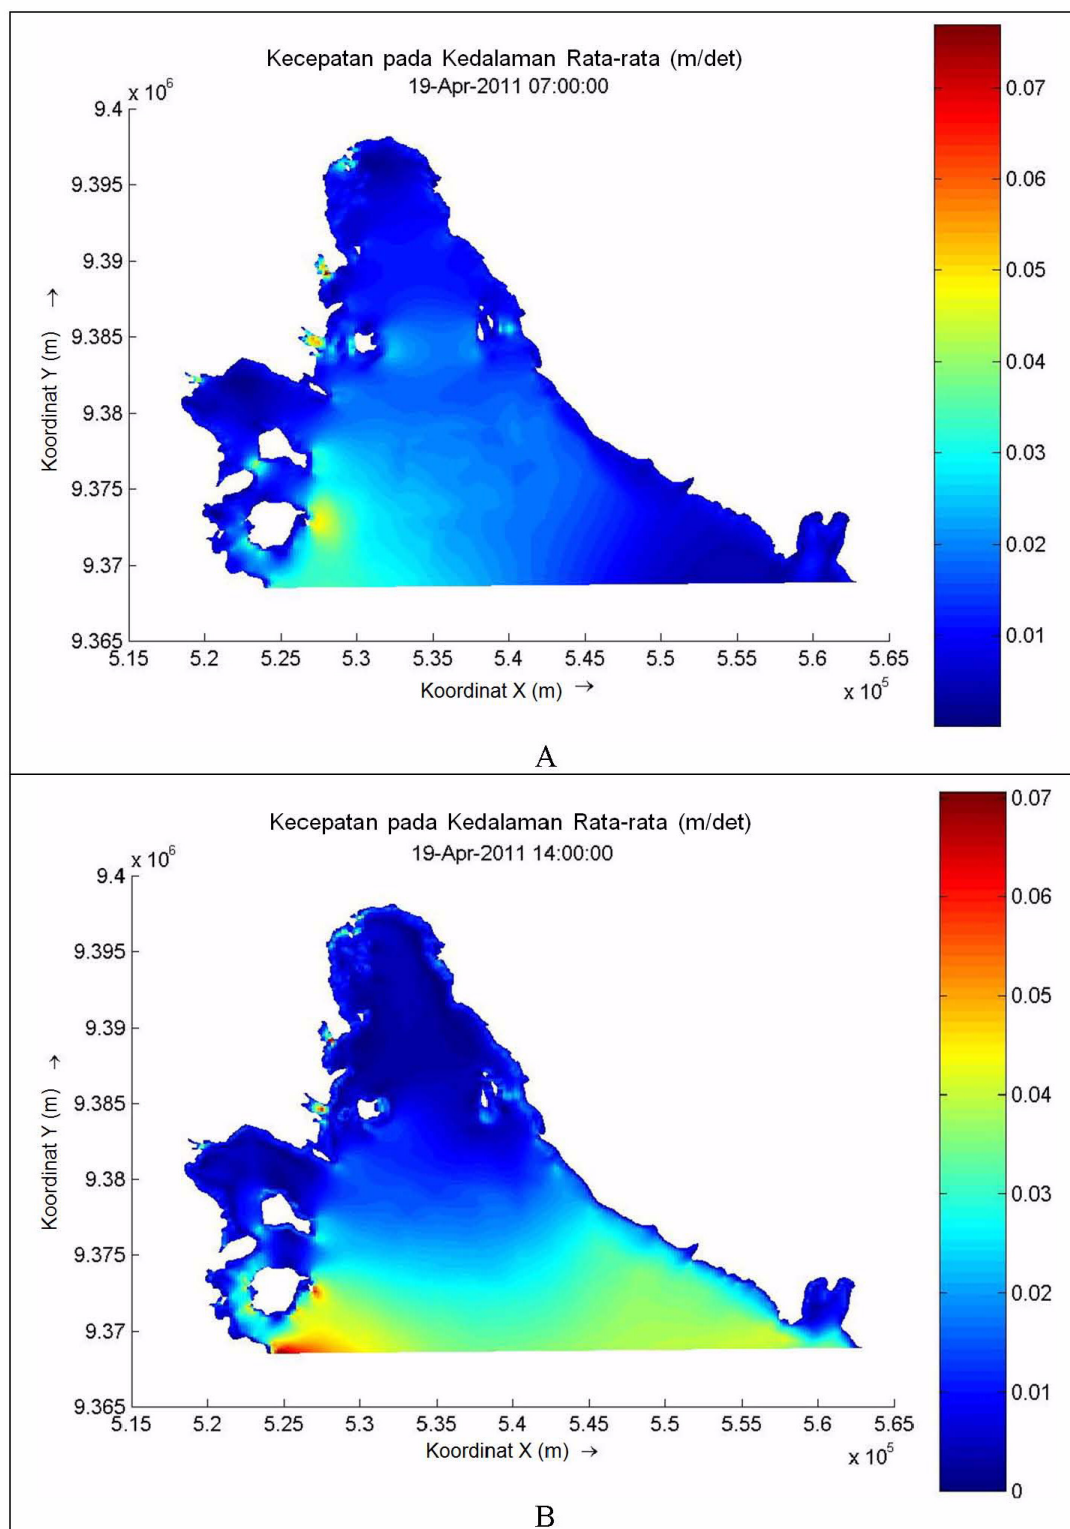 Kecepatan pada Kedalaman Rata-rata (m/det)
19-Apr-2011 07:00:00
x 10^6
9.4
9.395
9.39
9.385
9.38
9.375
9.37
9.365
Koordinat Y (m) →
5.15 5.2 5.25 5.3 5.35 5.4 5.45 5.5 5.55 5.6 5.65
Koordinat X (m) →
x 10^5
0.07
0.06
0.05
0.04
0.03
0.02
0.01
A
Kecepatan pada Kedalaman Rata-rata (m/det)
19-Apr-2011 14:00:00
x 10^6
9.4
9.395
9.39
9.385
9.38
9.375
9.37
9.365
Koordinat Y (m) →
5.15 5.2 5.25 5.3 5.35 5.4 5.45 5.5 5.55 5.6 5.65
Koordinat X (m) →
x 10^5
0.07
0.06
0.05
0.04
0.03
0.02
0.01
0
B